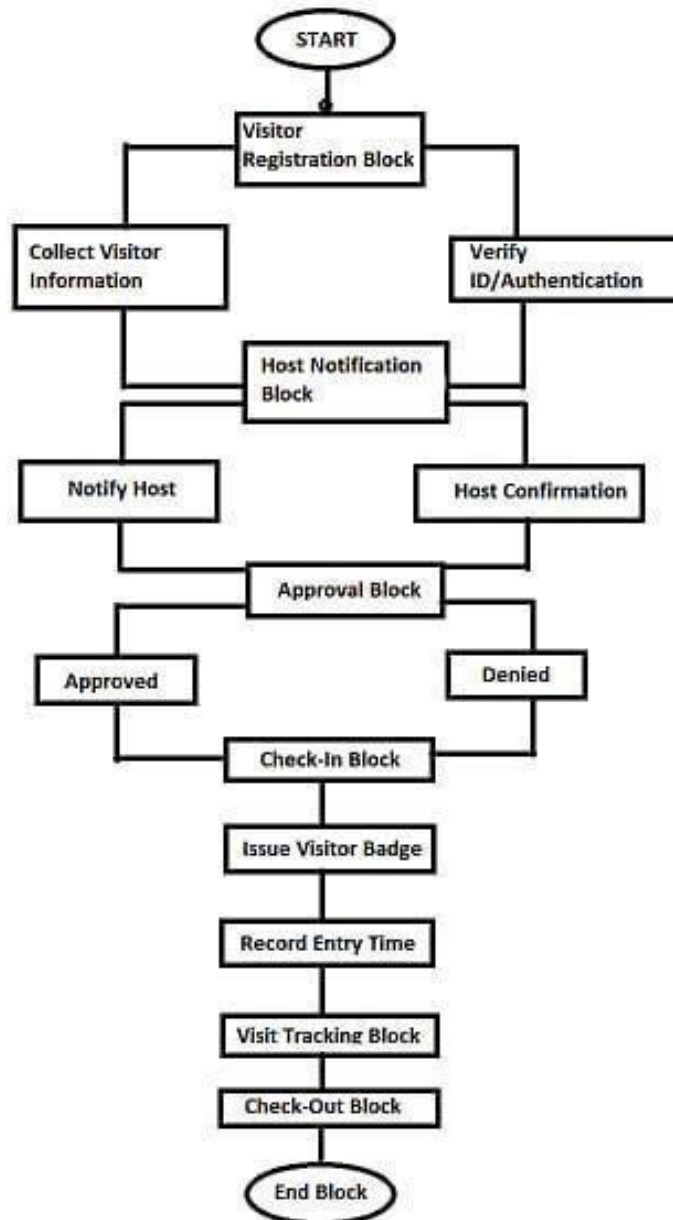 START
Visitor
Registration Block
Collect Visitor
Information
Verify
ID/Authentication
Host Notification
Block
Notify Host
Host Confirmation
Approval Block
Approved
Denied
Check-In Block
Issue Visitor Badge
Record Entry Time
Visit Tracking Block
Check-Out Block
End Block